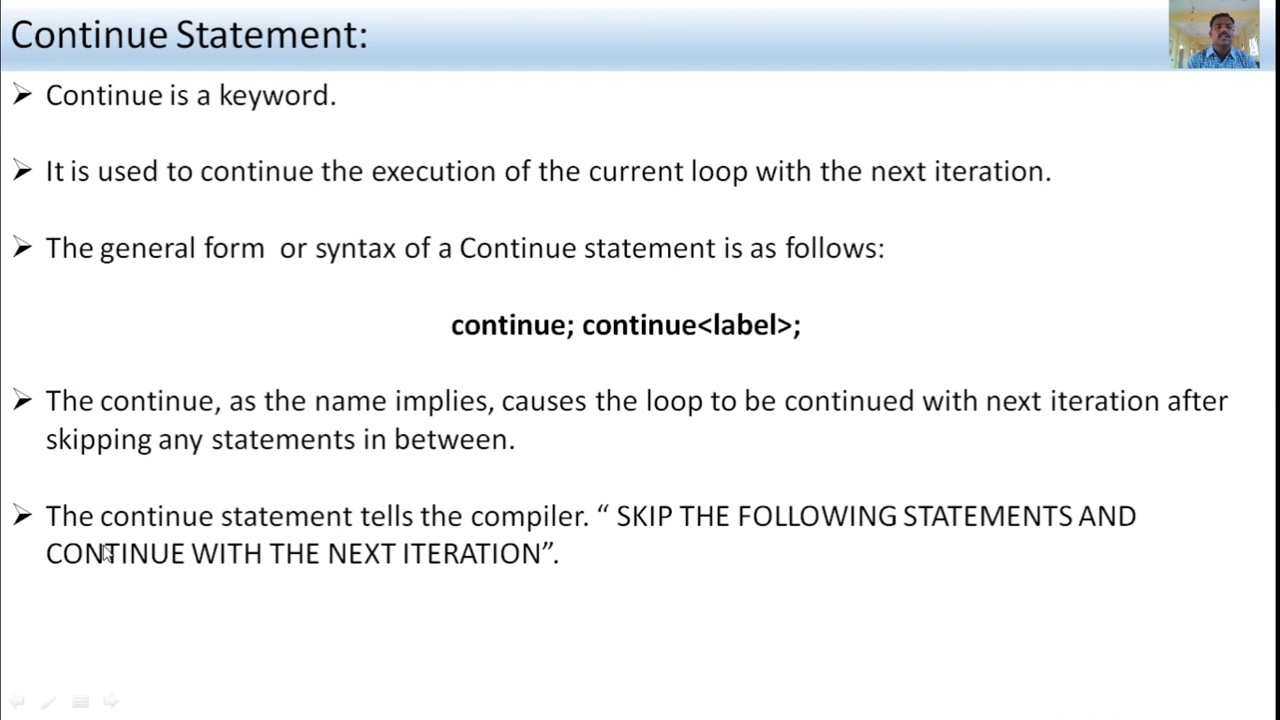 Continue Statement:
Continue is a keyword.
It is used to continue the execution of the current loop with the next iteration.
The general form or syntax of a Continue statement is as follows:
continue; continue<label>;
The continue, as the name implies, causes the loop to be continued with next iteration after
skipping any statements in between.
The continue statement tells the compiler. “ SKIP THE FOLLOWING STATEMENTS AND
CONTINUE WITH THE NEXT ITERATION”.